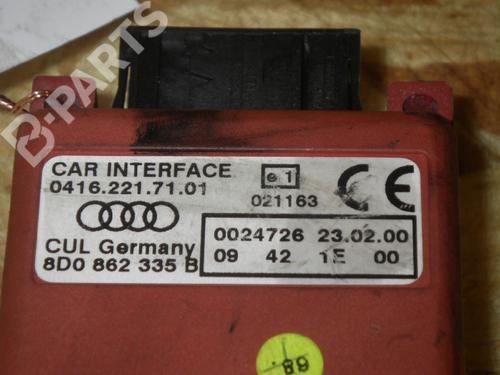 B-PARTS
CAR INTERFACE
0416.221.71.01
e1
021163
CE
CUL Germany
8D0 862 335 B
0024726 23.02.00
09 42 1E 00
68